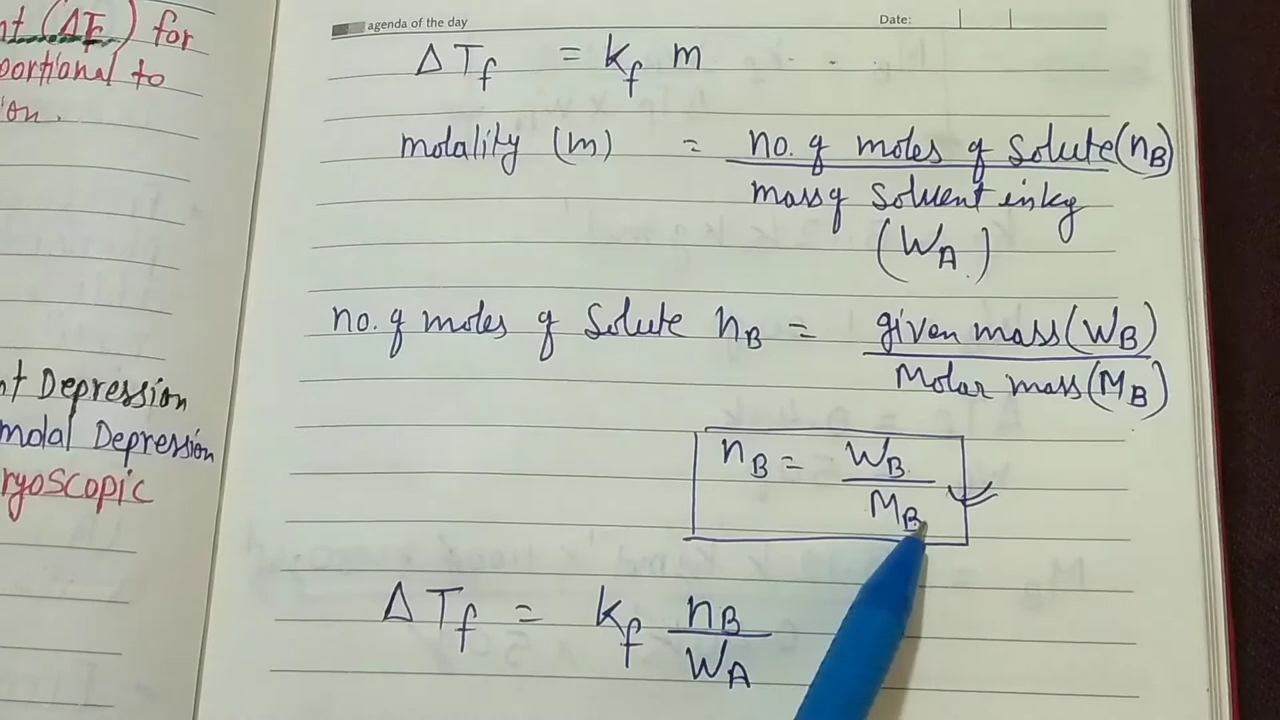 nt (ΔTf) for
portional to
ion.
nt Depression
molal Depression
ryoscopic
agenda of the day
Date:
ΔTf = kf m
molality (m) = no. of moles of Solute (nB)
mass of Solvent in kg
(WA)
no. of moles of Solute nB = given mass (WB)
Molar mass (MB)
nB = WB
MB
ΔTf = kf nB
WA